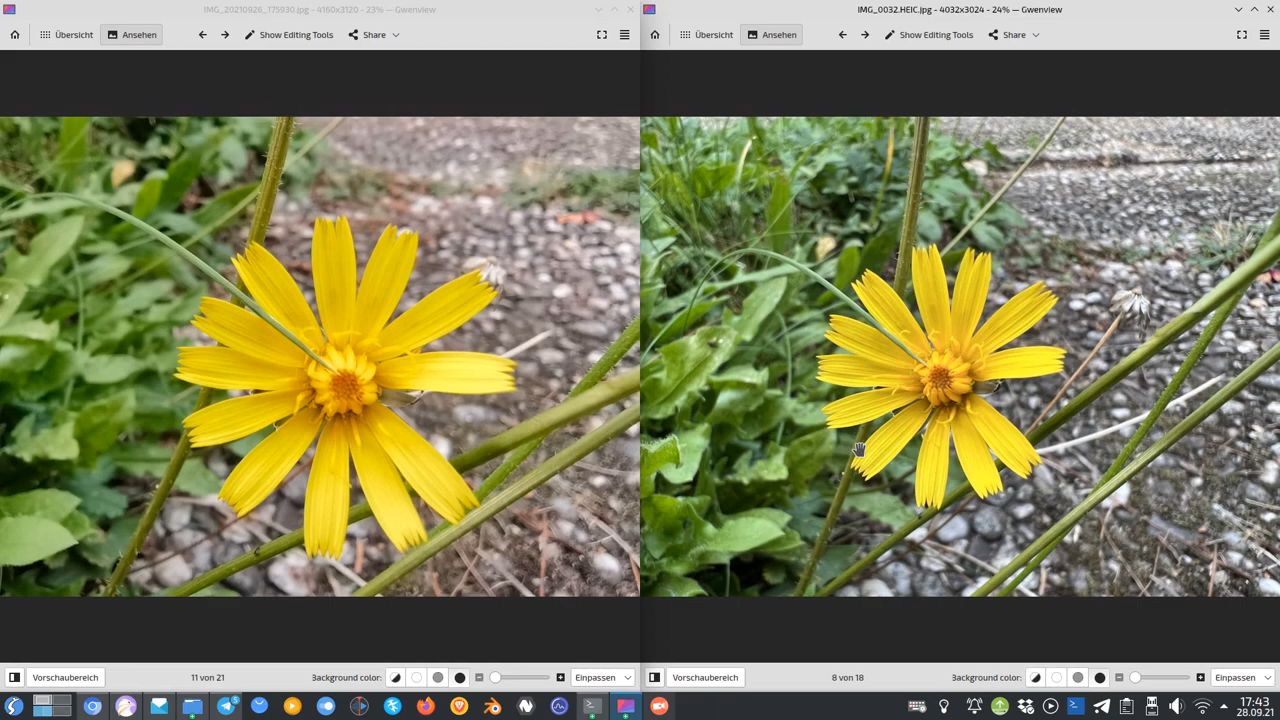 IMG_20210926_175930.jpg - 4160x3120 - 23% — Gwenview
IMG_0032.HEIC.jpg - 4032x3024 - 24% — Gwenview
Übersicht
Ansehen
Show Editing Tools
Share
Übersicht
Ansehen
Show Editing Tools
Share
Vorschaubereich
11 von 21
Background color:
Einpassen
Vorschaubereich
8 von 18
Background color:
Einpassen
5
17:43
28.09.21